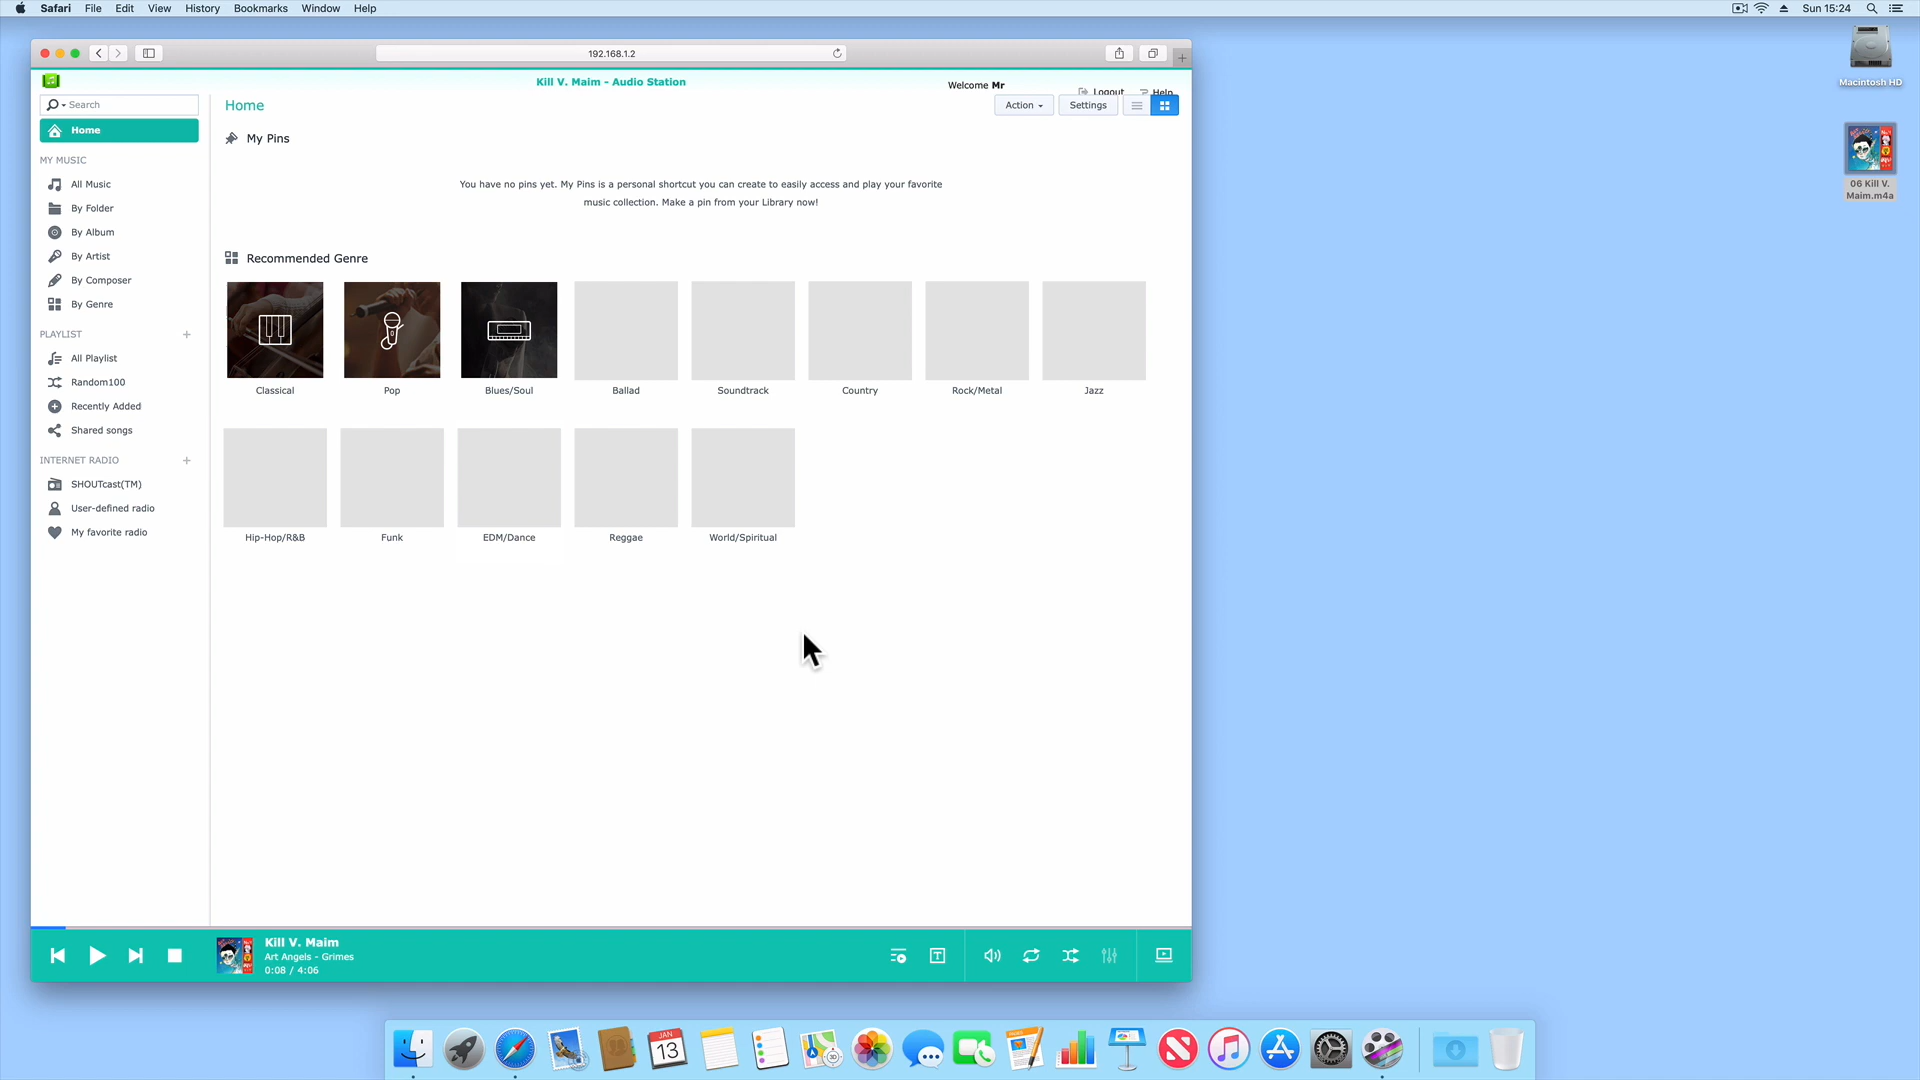 Safari File Edit View History Bookmarks Window Help
Sun 15:24
192.168.1.2
Kill V. Maim - Audio Station
Welcome Mr
Logout Help
Search
Home
Action Settings
Home
My Pins
You have no pins yet. My Pins is a personal shortcut you can create to easily access and play your favorite
music collection. Make a pin from your Library now!
MY MUSIC
All Music
By Folder
By Album
By Artist
By Composer
By Genre
PLAYLIST
All Playlist
Random100
Recently Added
Shared songs
INTERNET RADIO
SHOUTcast(TM)
User-defined radio
My favorite radio
Recommended Genre
Classical Pop Blues/Soul Ballad Soundtrack Country Rock/Metal Jazz
Hip-Hop/R&B Funk EDM/Dance Reggae World/Spiritual
Kill V. Maim
Art Angels - Grimes
0:08 / 4:06
Macintosh HD
06 Kill V.
Maim.m4a
JAN
13
3D